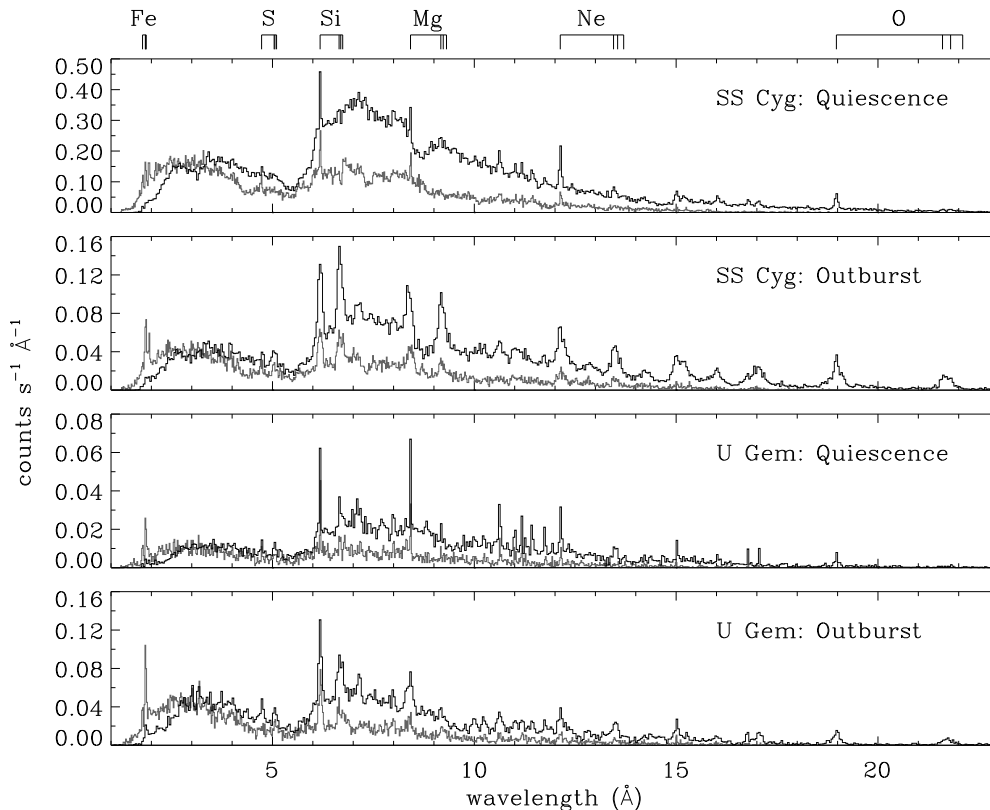 Fe S Si Mg Ne O
0.50
0.40
0.30
0.20
0.10
0.00
SS Cyg: Quiescence
0.16
0.12
0.08
0.04
0.00
SS Cyg: Outburst
0.08
0.06
0.04
0.02
0.00
U Gem: Quiescence
0.16
0.12
0.08
0.04
0.00
U Gem: Outburst
counts s⁻¹ Å⁻¹
5 10 15 20
wavelength (Å)